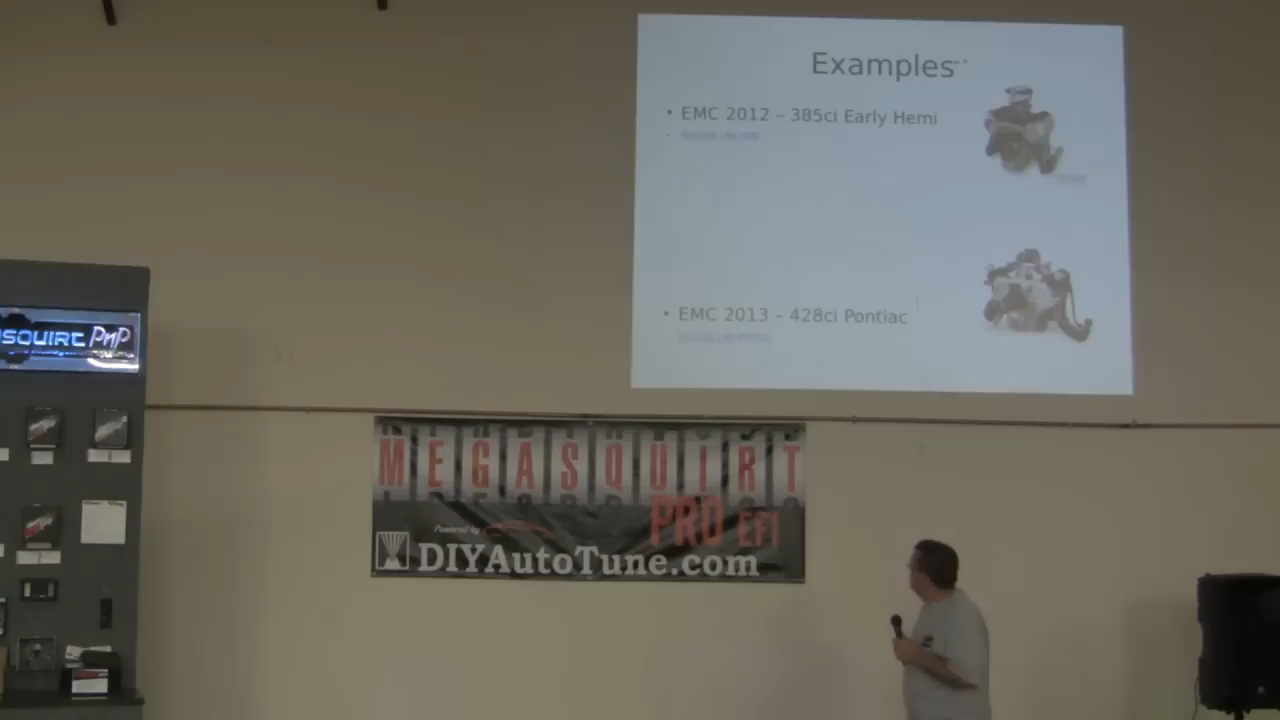 Examples
• EMC 2012 – 385ci Early Hemi
• EMC 2013 – 428ci Pontiac
SQUIRT PnP
MEGASQUIRT
PRO EFI
Powered by
DIYAutoTune.com